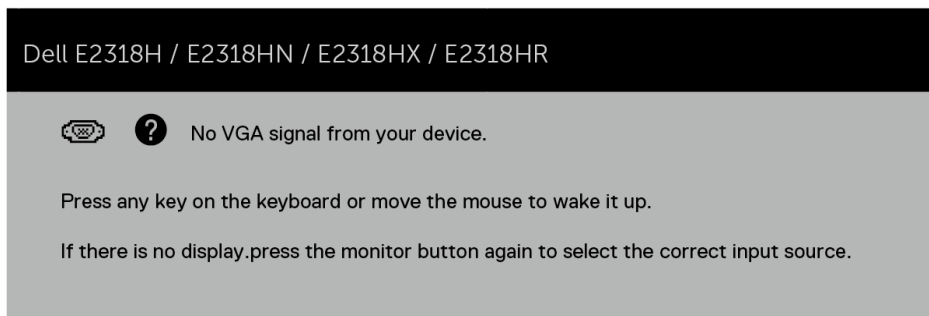 Dell E2318H / E2318HN / E2318HX / E2318HR
No VGA signal from your device.
Press any key on the keyboard or move the mouse to wake it up.
If there is no display.press the monitor button again to select the correct input source.